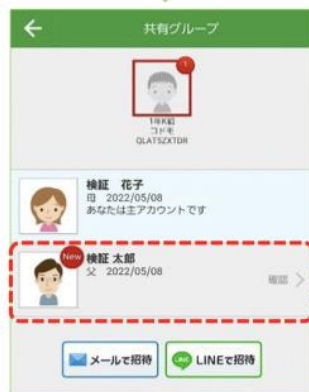 共有グループ
1
1年K組
コドモ
QLATSZXTDR
検証 花子
母 2022/05/08
あなたは主アカウントです
New
検証 太郎
父 2022/05/08
確認
メールで招待
LINE
LINEで招待